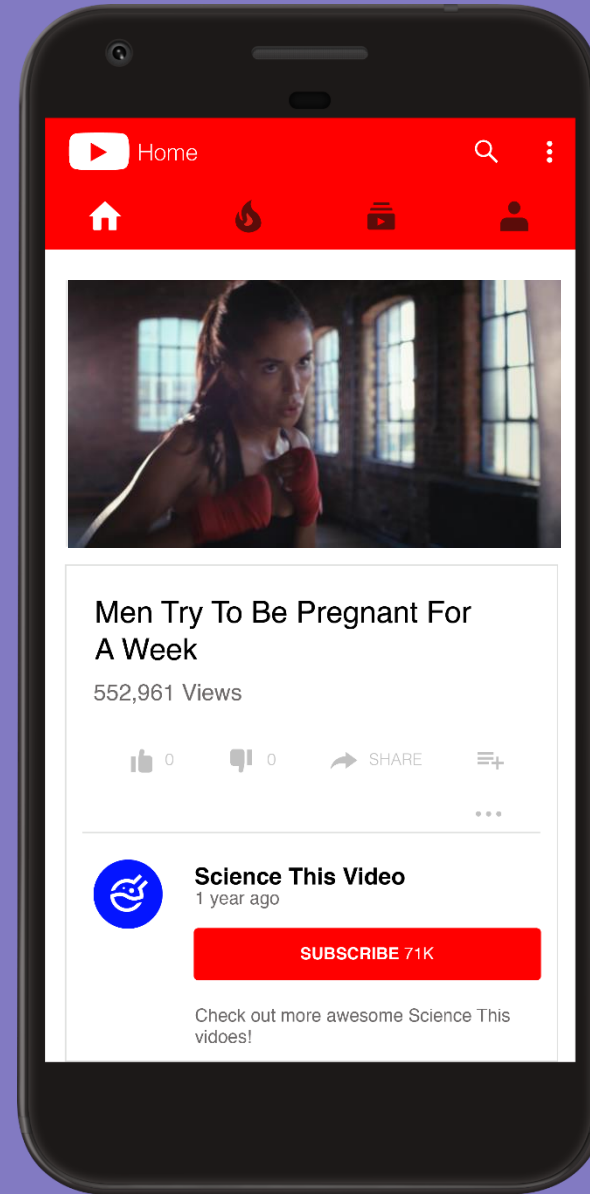 Home
Men Try To Be Pregnant For
A Week
552,961 Views
0 0 SHARE
Science This Video
1 year ago
SUBSCRIBE 71K
Check out more awesome Science This
vidoes!